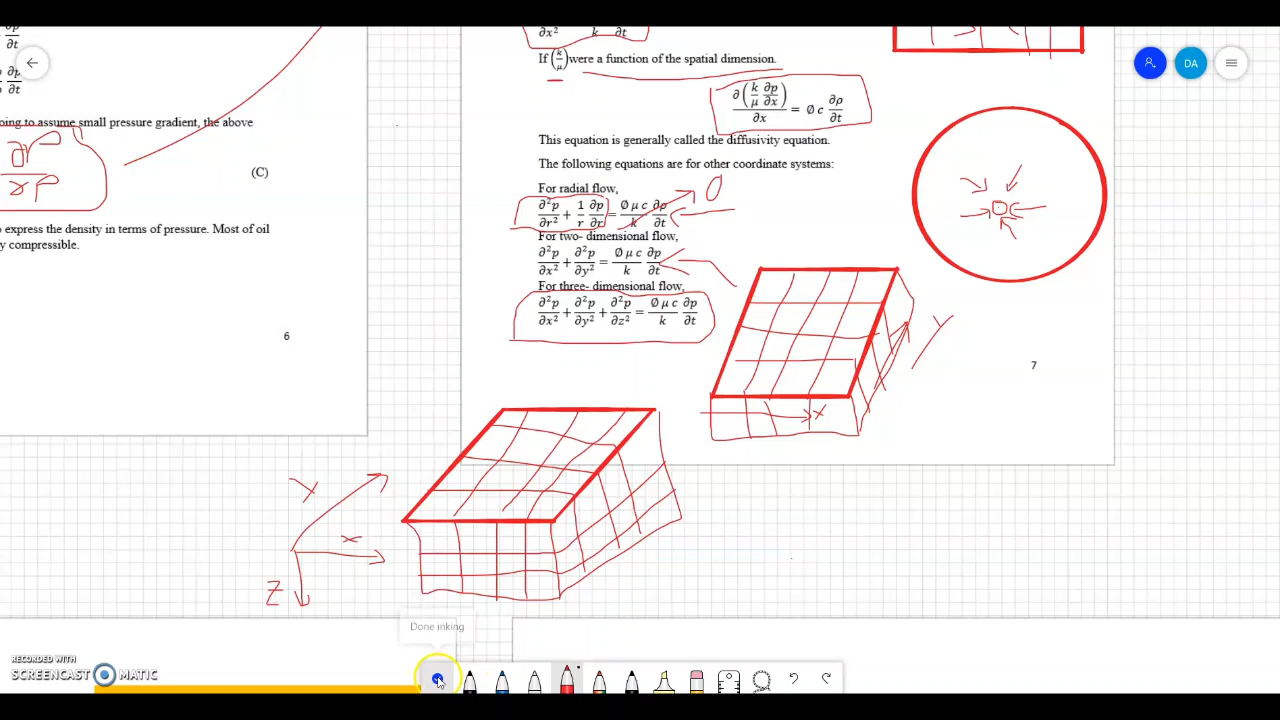 ∂x² k ∂t
∂t
If (k/μ) were a function of the spatial dimension.
∂p
∂t
∂(k/μ ∂p/∂x)/∂x = Ø c ∂ρ/∂t
oing to assume small pressure gradient, the above
This equation is generally called the diffusivity equation.
The following equations are for other coordinate systems:
(C)
For radial flow,
∂²p/∂r² + 1/r ∂p/∂r = Ø μ c/k ∂ρ/∂t
0
o express the density in terms of pressure. Most of oil
y compressible.
For two- dimensional flow,
∂²p/∂x² + ∂²p/∂y² = Ø μ c/k ∂p/∂t
For three- dimensional flow,
∂²p/∂x² + ∂²p/∂y² + ∂²p/∂z² = Ø μ c/k ∂p/∂t
6
7
Y
X
Y
x
Z
Done inking
DA
RECORDED WITH
SCREENCAST MATIC